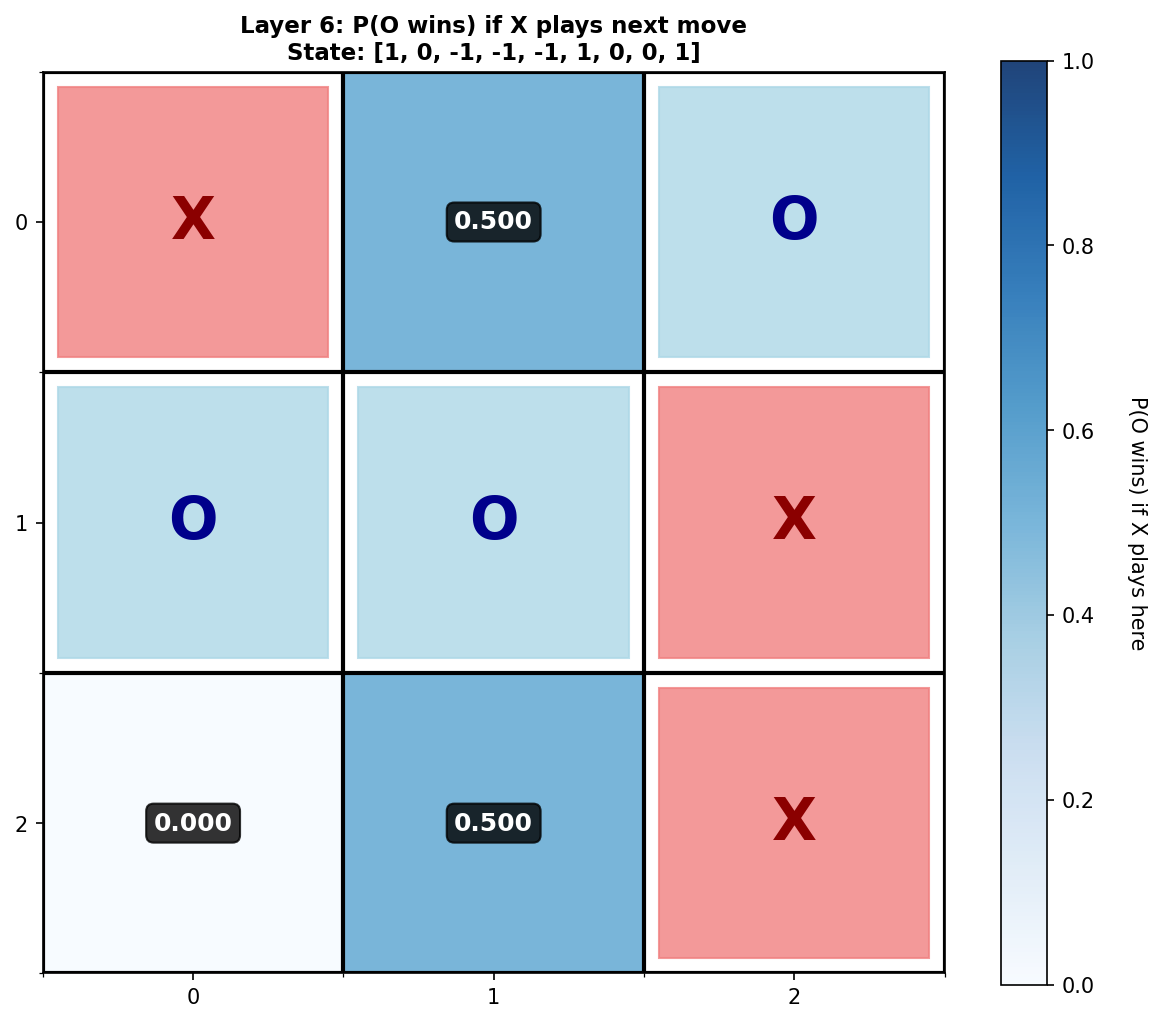 Layer 6: P(O wins) if X plays next move
State: [1, 0, -1, -1, -1, 1, 0, 0, 1]
0
X
0.500
O
1
O
O
X
2
0.000
0.500
X
0
1
2
1.0
0.8
0.6
0.4
0.2
0.0
P(O wins) if X plays here